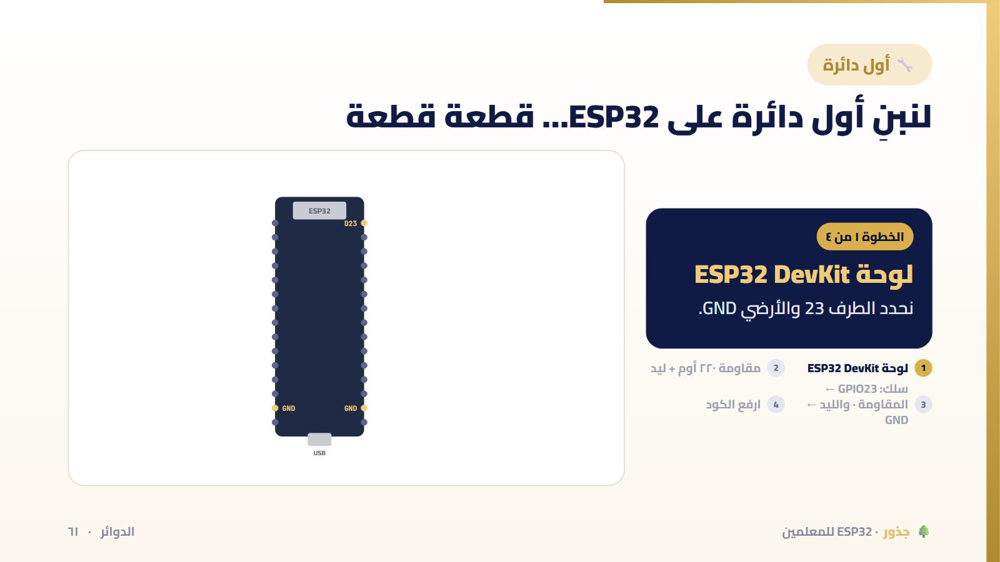 أول دائرة
لنبنِ أول دائرة على ESP32... قطعة قطعة
الخطوة ١ من ٤
لوحة ESP32 DevKit
نحدد الطرف 23 والأرضي GND.
1 لوحة ESP32 DevKit
2 مقاومة ٢٢٠ أوم + ليد
3 سلك: GPIO23 ←
المقاومة · والليد ←
GND
4 ارفع الكود
ESP32
D23
GND
GND
USB
جذور · ESP32 للمعلمين
الدوائر · ٦١